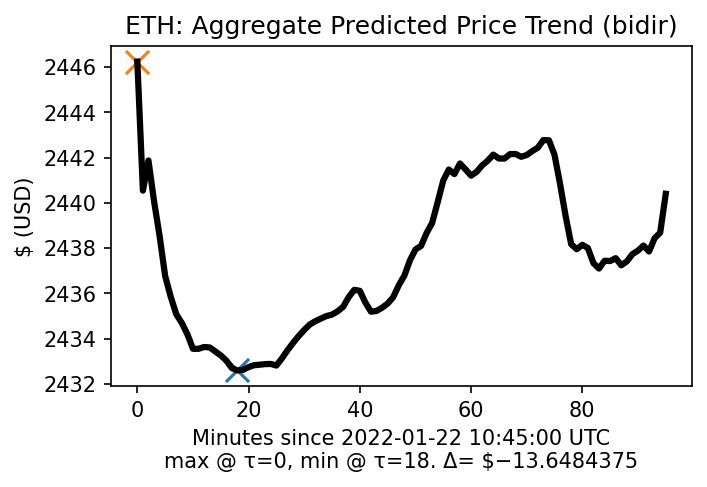 ETH: Aggregate Predicted Price Trend (bidir)
$ (USD)
2446
2444
2442
2440
2438
2436
2434
2432
0 20 40 60 80
Minutes since 2022-01-22 10:45:00 UTC
max @ τ=0, min @ τ=18. Δ= $−13.6484375